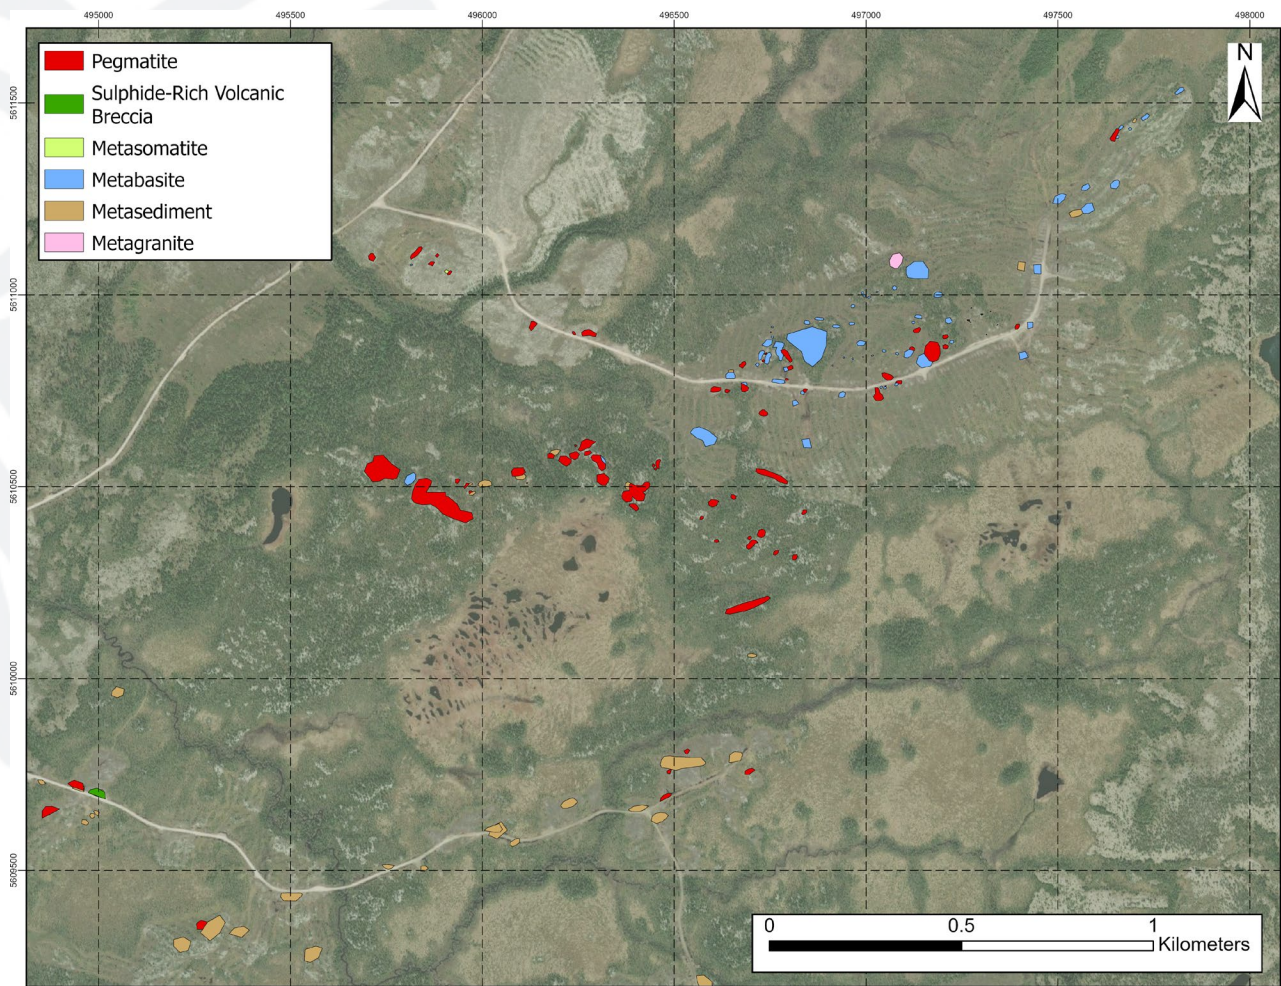 495000 495500 496000 496500 497000 497500 498000
Pegmatite
Sulphide-Rich Volcanic
Breccia
Metasomatite
Metabasite
Metasediment
Metagranite
N
5611500
5611000
5610500
5610000
5609500
0 0.5 1
Kilometers